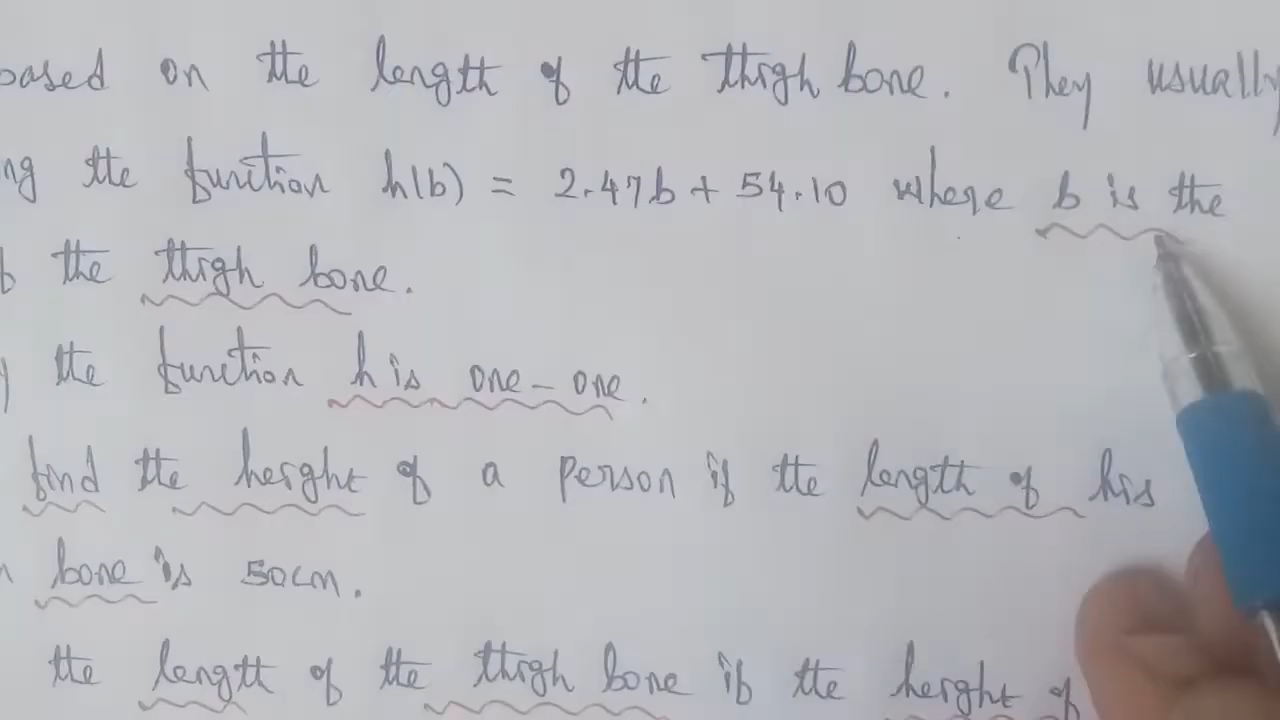 based on the length of the thigh bone. They usually
ng the function h(b) = 2.47b + 54.10 where b is the
the thigh bone.
the function h is one-one.
find the height of a person if the length of his
bone is 50cm.
the length of the thigh bone if the height of